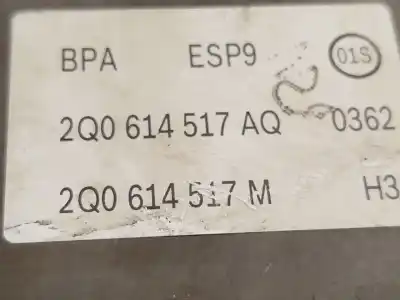 BPA ESP9 01S
2Q0 614 517 AQ 0362
2Q0 614 517 M H3